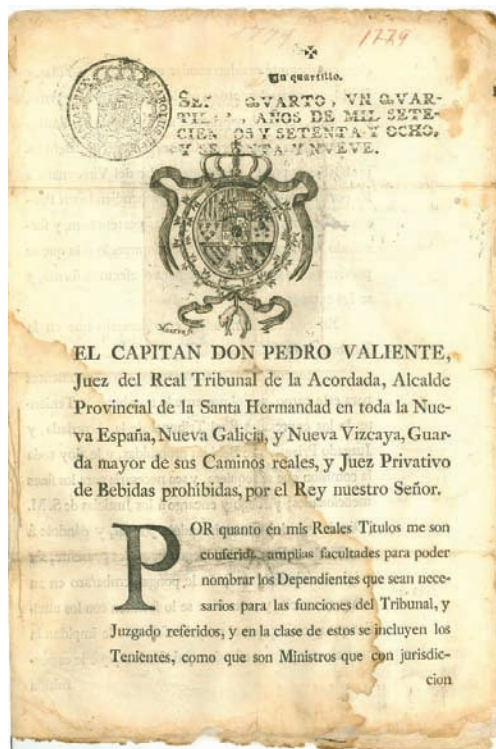 1779
1779
Un quartillo.
SELLO QVARTO, VN QVAR-
TILLO, AÑOS DE MIL SETE-
CIENTOS Y SETENTA Y OCHO,
Y SETENTA Y NUEVE.
EL CAPITAN DON PEDRO VALIENTE,
Juez del Real Tribunal de la Acordada, Alcalde
Provincial de la Santa Hermandad en toda la Nue-
va España, Nueva Galicia, y Nueva Vizcaya, Guar-
da mayor de sus Caminos reales, y Juez Privativo
de Bebidas prohibidas, por el Rey nuestro Señor.
POR quanto en mis Reales Titulos me son
conferidas amplias facultades para poder
nombrar los Dependientes que sean nece-
sarios para las funciones del Tribunal, y
Juzgado referidos, y en la clase de estos se incluyen los
Tenientes, como que son Ministros que con jurisdic-
cion